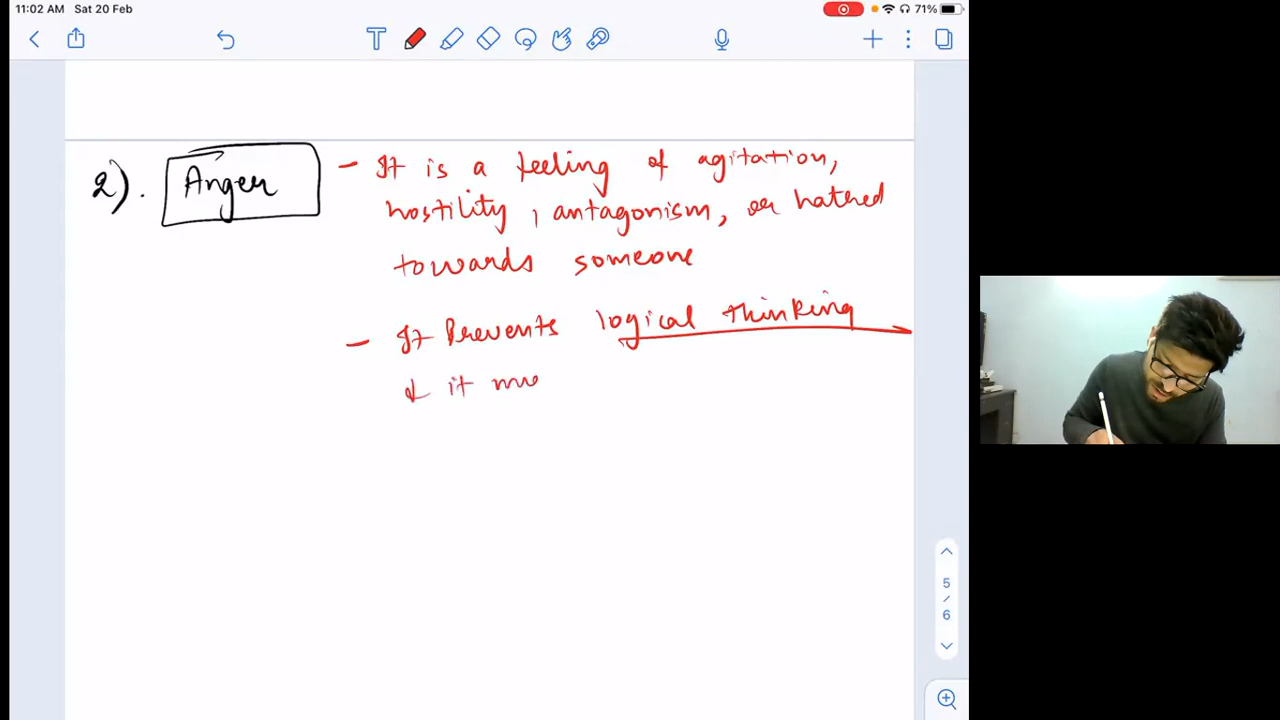 11:02 AM Sat 20 Feb
71%
2). Anger
- It is a feeling of agitation,
hostility, antagonism, or hatred
towards someone
- It Prevents logical thinking
& it
5
/
6